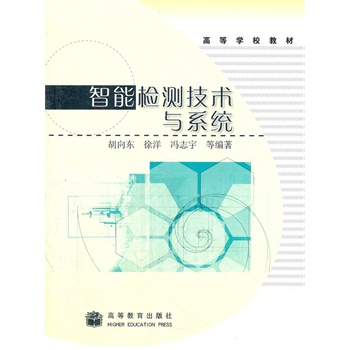 高等学校教材
智能检测技术
与系统
胡向东 徐洋 冯志宇 等编著
高等教育出版社
HIGHER EDUCATION PRESS